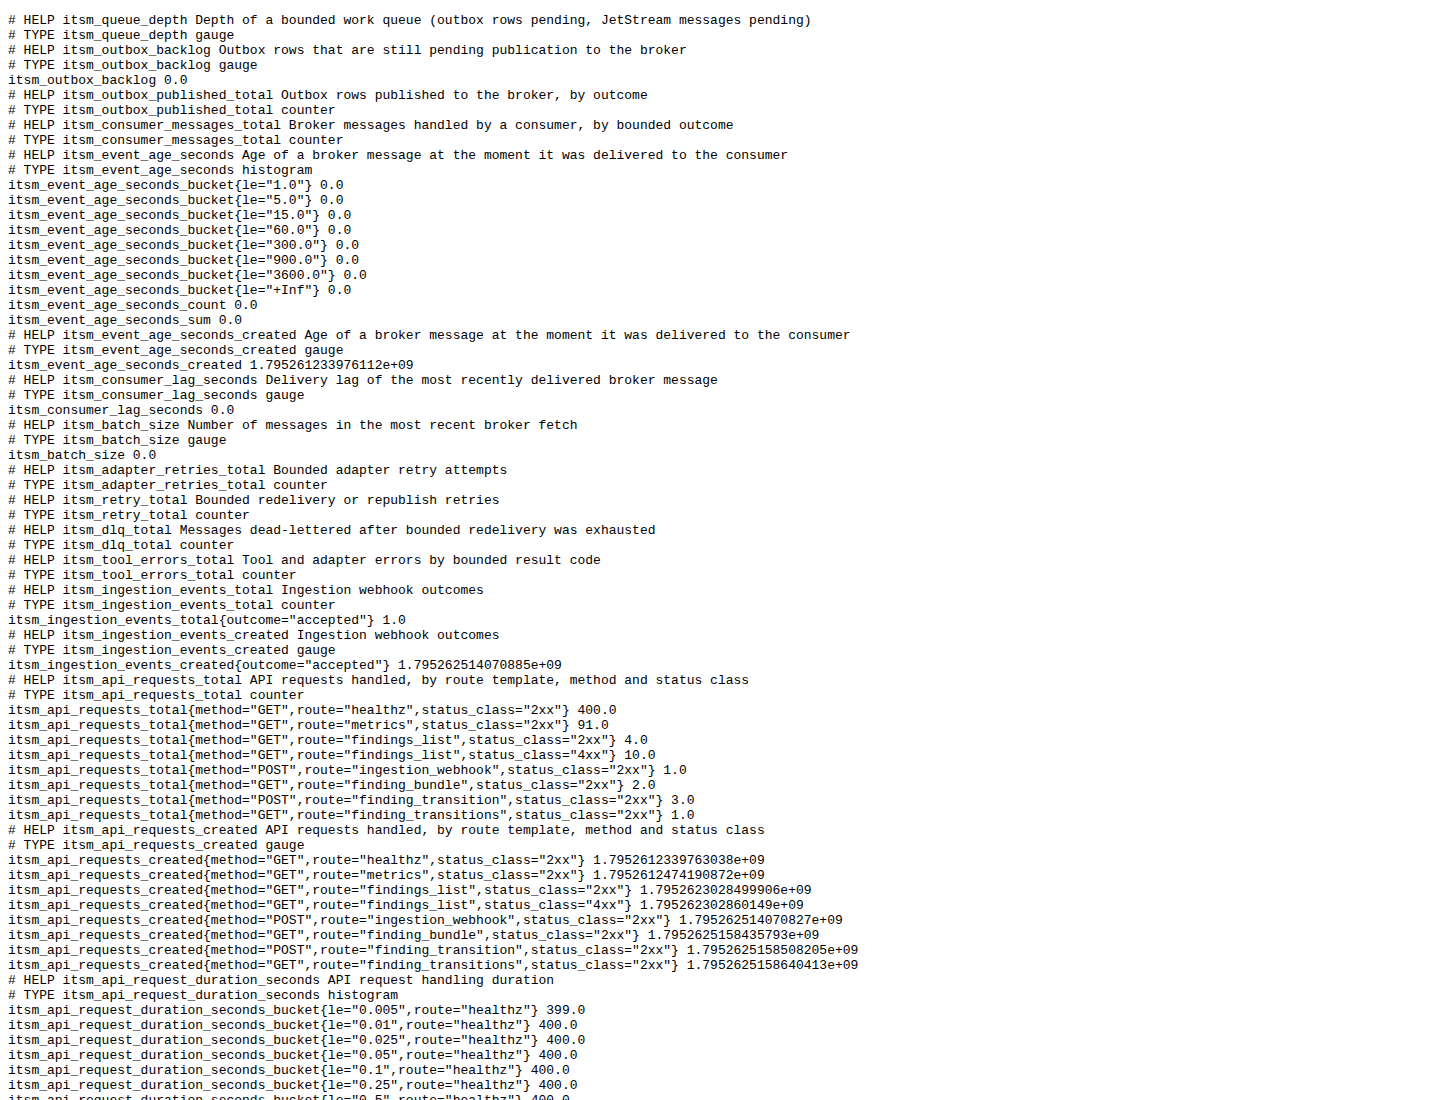 # HELP itsm_queue_depth Depth of a bounded work queue (outbox rows pending, JetStream messages pending)
# TYPE itsm_queue_depth gauge
# HELP itsm_outbox_backlog Outbox rows that are still pending publication to the broker
# TYPE itsm_outbox_backlog gauge
itsm_outbox_backlog 0.0
# HELP itsm_outbox_published_total Outbox rows published to the broker, by outcome
# TYPE itsm_outbox_published_total counter
# HELP itsm_consumer_messages_total Broker messages handled by a consumer, by bounded outcome
# TYPE itsm_consumer_messages_total counter
# HELP itsm_event_age_seconds Age of a broker message at the moment it was delivered to the consumer
# TYPE itsm_event_age_seconds histogram
itsm_event_age_seconds_bucket{le="1.0"} 0.0
itsm_event_age_seconds_bucket{le="5.0"} 0.0
itsm_event_age_seconds_bucket{le="15.0"} 0.0
itsm_event_age_seconds_bucket{le="60.0"} 0.0
itsm_event_age_seconds_bucket{le="300.0"} 0.0
itsm_event_age_seconds_bucket{le="900.0"} 0.0
itsm_event_age_seconds_bucket{le="3600.0"} 0.0
itsm_event_age_seconds_bucket{le="+Inf"} 0.0
itsm_event_age_seconds_count 0.0
itsm_event_age_seconds_sum 0.0
# HELP itsm_event_age_seconds_created Age of a broker message at the moment it was delivered to the consumer
# TYPE itsm_event_age_seconds_created gauge
itsm_event_age_seconds_created 1.795261233976112e+09
# HELP itsm_consumer_lag_seconds Delivery lag of the most recently delivered broker message
# TYPE itsm_consumer_lag_seconds gauge
itsm_consumer_lag_seconds 0.0
# HELP itsm_batch_size Number of messages in the most recent broker fetch
# TYPE itsm_batch_size gauge
itsm_batch_size 0.0
# HELP itsm_adapter_retries_total Bounded adapter retry attempts
# TYPE itsm_adapter_retries_total counter
# HELP itsm_retry_total Bounded redelivery or republish retries
# TYPE itsm_retry_total counter
# HELP itsm_dlq_total Messages dead-lettered after bounded redelivery was exhausted
# TYPE itsm_dlq_total counter
# HELP itsm_tool_errors_total Tool and adapter errors by bounded result code
# TYPE itsm_tool_errors_total counter
# HELP itsm_ingestion_events_total Ingestion webhook outcomes
# TYPE itsm_ingestion_events_total counter
itsm_ingestion_events_total{outcome="accepted"} 1.0
# HELP itsm_ingestion_events_created Ingestion webhook outcomes
# TYPE itsm_ingestion_events_created gauge
itsm_ingestion_events_created{outcome="accepted"} 1.795262514070885e+09
# HELP itsm_api_requests_total API requests handled, by route template, method and status class
# TYPE itsm_api_requests_total counter
itsm_api_requests_total{method="GET",route="healthz",status_class="2xx"} 400.0
itsm_api_requests_total{method="GET",route="metrics",status_class="2xx"} 91.0
itsm_api_requests_total{method="GET",route="findings_list",status_class="2xx"} 4.0
itsm_api_requests_total{method="GET",route="findings_list",status_class="4xx"} 10.0
itsm_api_requests_total{method="POST",route="ingestion_webhook",status_class="2xx"} 1.0
itsm_api_requests_total{method="GET",route="finding_bundle",status_class="2xx"} 2.0
itsm_api_requests_total{method="POST",route="finding_transition",status_class="2xx"} 3.0
itsm_api_requests_total{method="GET",route="finding_transitions",status_class="2xx"} 1.0
# HELP itsm_api_requests_created API requests handled, by route template, method and status class
# TYPE itsm_api_requests_created gauge
itsm_api_requests_created{method="GET",route="healthz",status_class="2xx"} 1.7952612339763038e+09
itsm_api_requests_created{method="GET",route="metrics",status_class="2xx"} 1.7952612474190872e+09
itsm_api_requests_created{method="GET",route="findings_list",status_class="2xx"} 1.7952623028499906e+09
itsm_api_requests_created{method="GET",route="findings_list",status_class="4xx"} 1.795262302860149e+09
itsm_api_requests_created{method="POST",route="ingestion_webhook",status_class="2xx"} 1.795262514070827e+09
itsm_api_requests_created{method="GET",route="finding_bundle",status_class="2xx"} 1.7952625158435793e+09
itsm_api_requests_created{method="POST",route="finding_transition",status_class="2xx"} 1.7952625158508205e+09
itsm_api_requests_created{method="GET",route="finding_transitions",status_class="2xx"} 1.7952625158640413e+09
# HELP itsm_api_request_duration_seconds API request handling duration
# TYPE itsm_api_request_duration_seconds histogram
itsm_api_request_duration_seconds_bucket{le="0.005",route="healthz"} 399.0
itsm_api_request_duration_seconds_bucket{le="0.01",route="healthz"} 400.0
itsm_api_request_duration_seconds_bucket{le="0.025",route="healthz"} 400.0
itsm_api_request_duration_seconds_bucket{le="0.05",route="healthz"} 400.0
itsm_api_request_duration_seconds_bucket{le="0.1",route="healthz"} 400.0
itsm_api_request_duration_seconds_bucket{le="0.25",route="healthz"} 400.0
itsm_api_request_duration_seconds_bucket{le="0.5",route="healthz"} 400.0